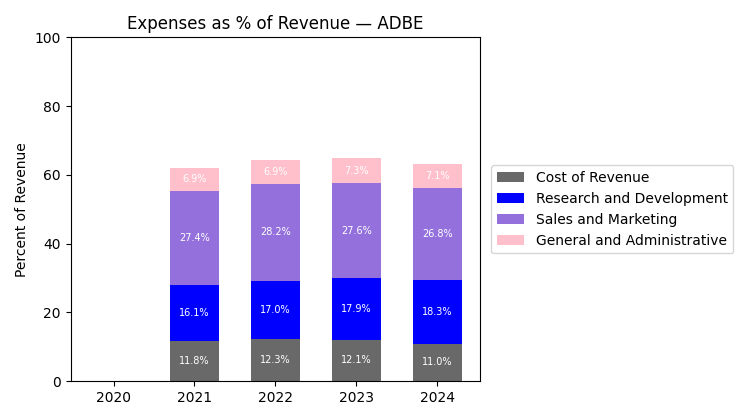 Expenses as % of Revenue — ADBE
100
80
60
40
20
0
Percent of Revenue
6.9% 6.9% 7.3% 7.1%
27.4% 28.2% 27.6% 26.8%
16.1% 17.0% 17.9% 18.3%
11.8% 12.3% 12.1% 11.0%
2020 2021 2022 2023 2024
Cost of Revenue
Research and Development
Sales and Marketing
General and Administrative